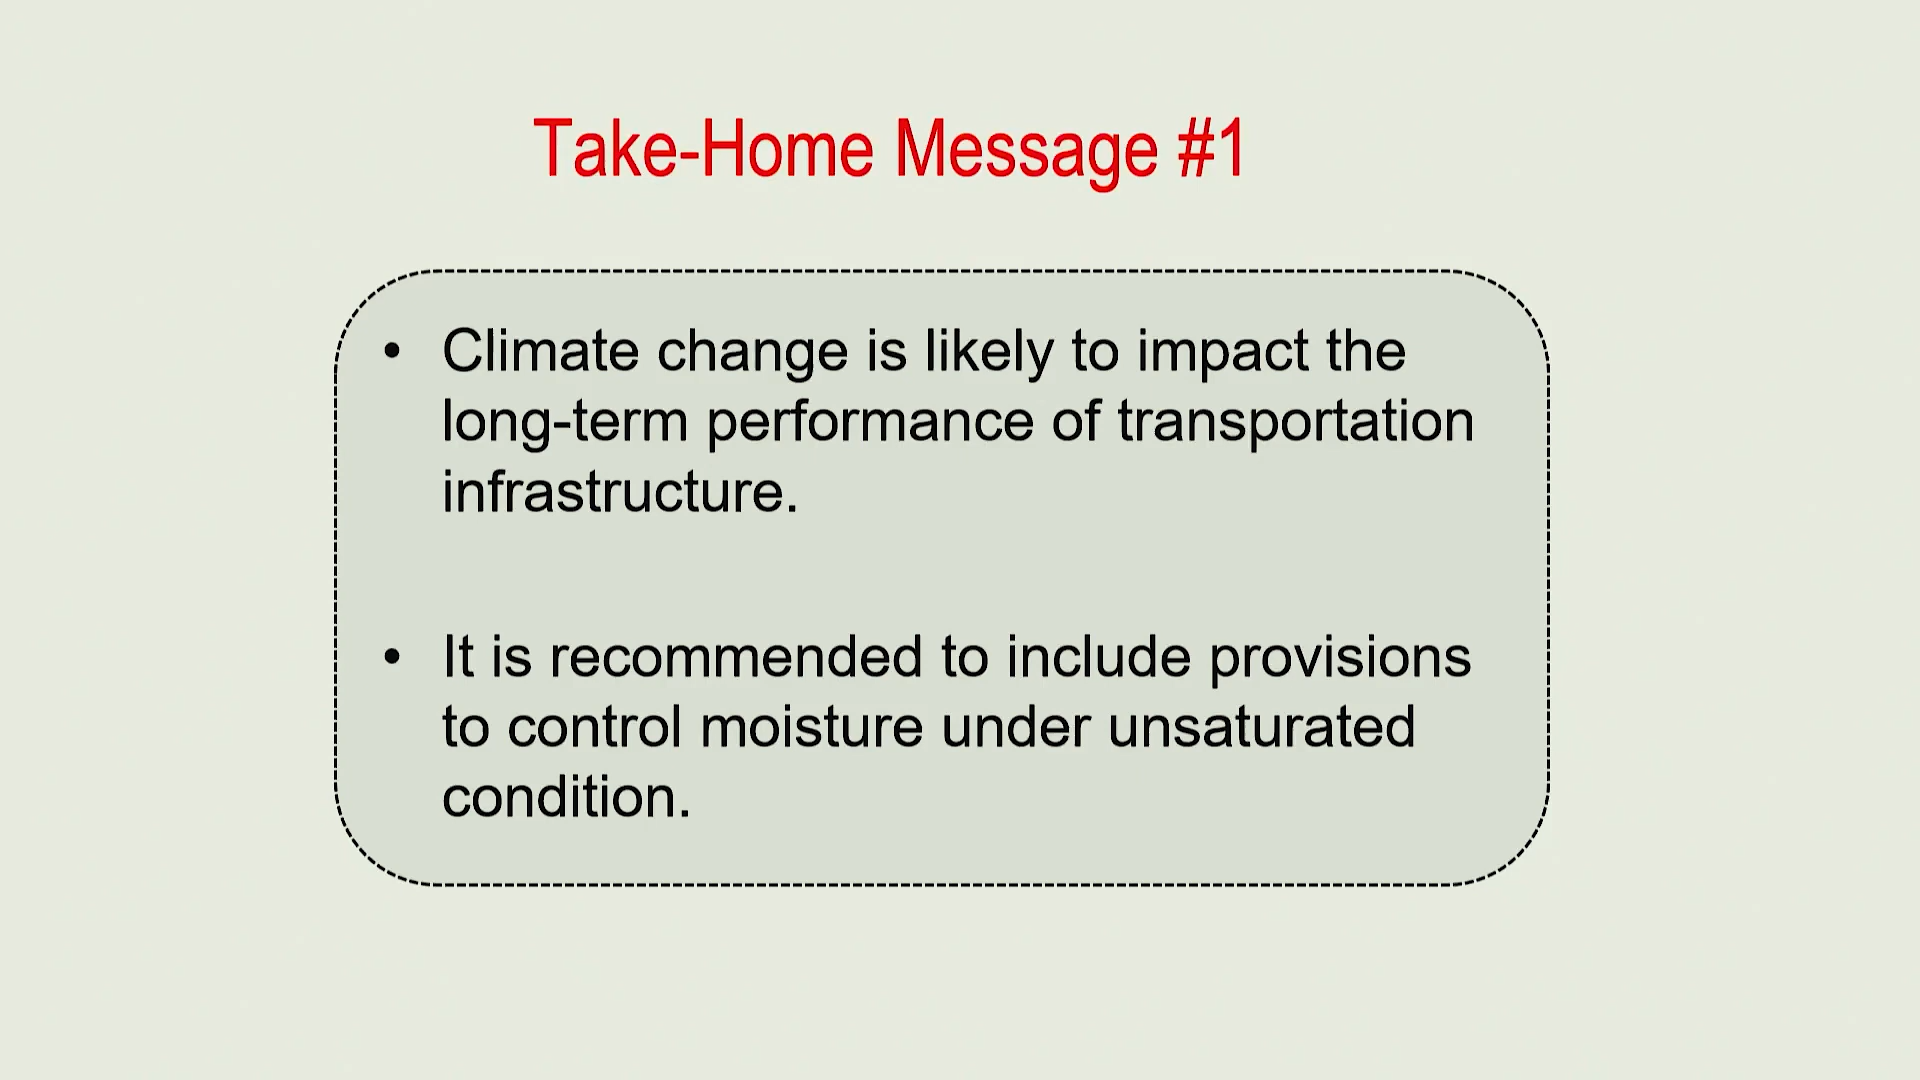 Take-Home Message #1
• Climate change is likely to impact the
long-term performance of transportation
infrastructure.
• It is recommended to include provisions
to control moisture under unsaturated
condition.